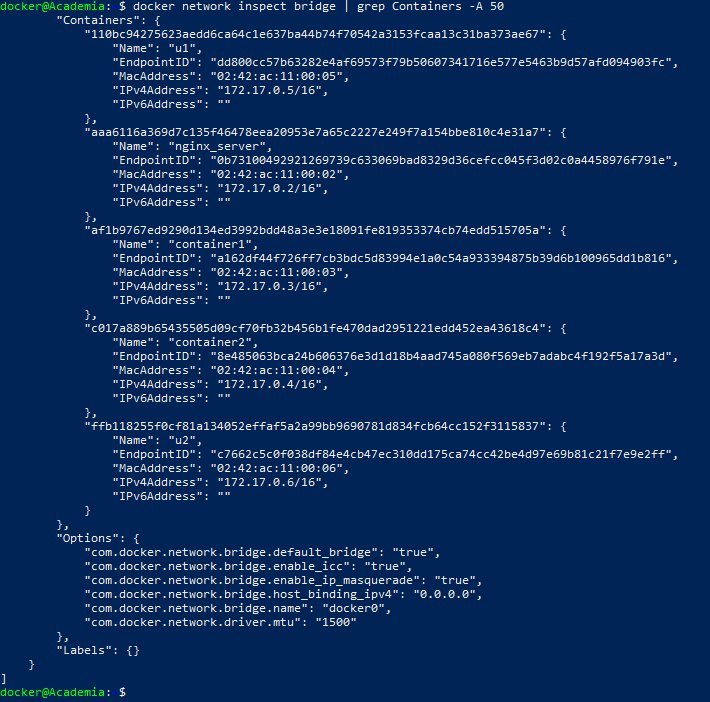 docker@Academia: $ docker network inspect bridge | grep Containers -A 50
        "Containers": {
            "110bc94275623aedd6ca64c1e637ba44b74f70542a3153fcaa13c31ba373ae67": {
                "Name": "u1",
                "EndpointID": "dd800cc57b63282e4af69573f79b50607341716e577e5463b9d57afd094903fc",
                "MacAddress": "02:42:ac:11:00:05",
                "IPv4Address": "172.17.0.5/16",
                "IPv6Address": ""
            },
            "aaa6116a369d7c135f46478eea20953e7a65c2227e249f7a154bbe810c4e31a7": {
                "Name": "nginx_server",
                "EndpointID": "0b73100492921269739c633069bad8329d36cefcc045f3d02c0a4458976f791e",
                "MacAddress": "02:42:ac:11:00:02",
                "IPv4Address": "172.17.0.2/16",
                "IPv6Address": ""
            },
            "af1b9767ed9290d134ed3992bdd48a3e3e18091fe819353374cb74edd515705a": {
                "Name": "container1",
                "EndpointID": "a162df44f726ff7cb3bdc5d83994e1a0c54a933394875b39d6b100965dd1b816",
                "MacAddress": "02:42:ac:11:00:03",
                "IPv4Address": "172.17.0.3/16",
                "IPv6Address": ""
            },
            "c017a889b65435505d09cf70fb32b456b1fe470dad2951221edd452ea43618c4": {
                "Name": "container2",
                "EndpointID": "8e485063bca24b606376e3d1d18b4aad745a080f569eb7adabc4f192f5a17a3d",
                "MacAddress": "02:42:ac:11:00:04",
                "IPv4Address": "172.17.0.4/16",
                "IPv6Address": ""
            },
            "ffb118255f0cf81a134052effaf5a2a99bb9690781d834fcb64cc152f3115837": {
                "Name": "u2",
                "EndpointID": "c7662c5c0f038df84e4cb47ec310dd175ca74cc42be4d97e69b81c21f7e9e2ff",
                "MacAddress": "02:42:ac:11:00:06",
                "IPv4Address": "172.17.0.6/16",
                "IPv6Address": ""
            }
        },
        "Options": {
            "com.docker.network.bridge.default_bridge": "true",
            "com.docker.network.bridge.enable_icc": "true",
            "com.docker.network.bridge.enable_ip_masquerade": "true",
            "com.docker.network.bridge.host_binding_ipv4": "0.0.0.0",
            "com.docker.network.bridge.name": "docker0",
            "com.docker.network.driver.mtu": "1500"
        },
        "Labels": {}
    }
]
docker@Academia: $